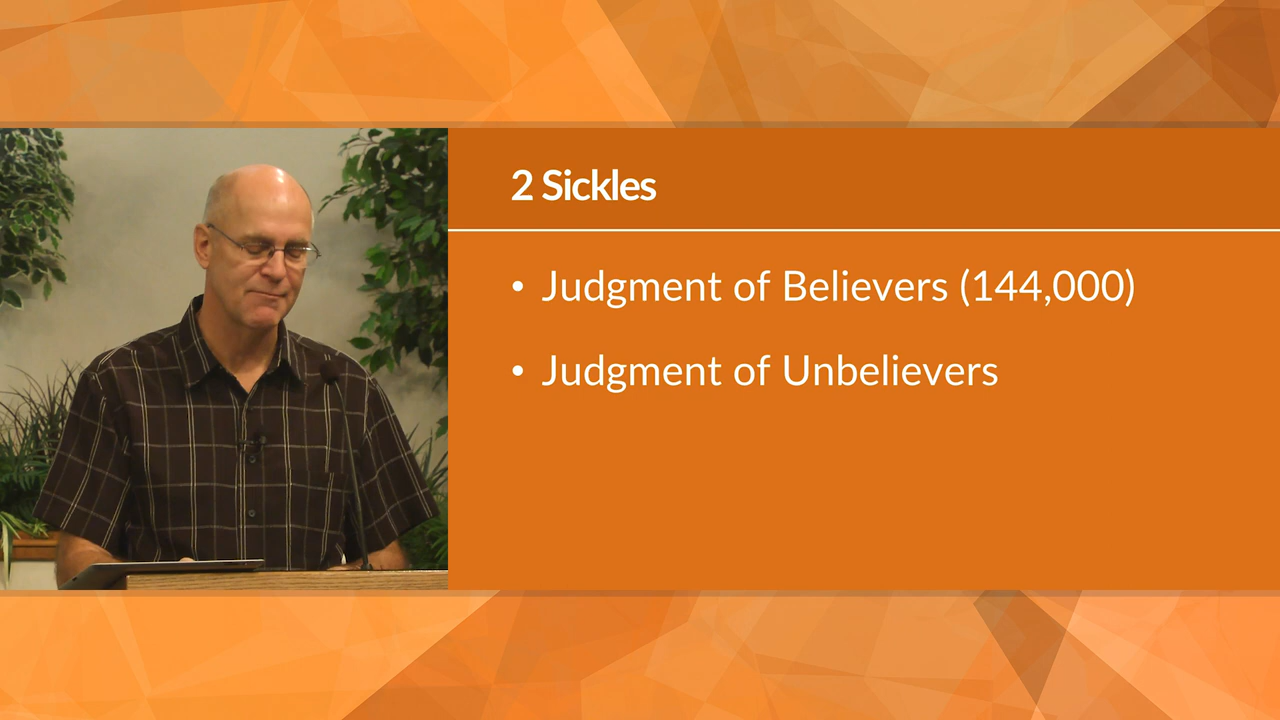 2 Sickles
• Judgment of Believers (144,000)
• Judgment of Unbelievers